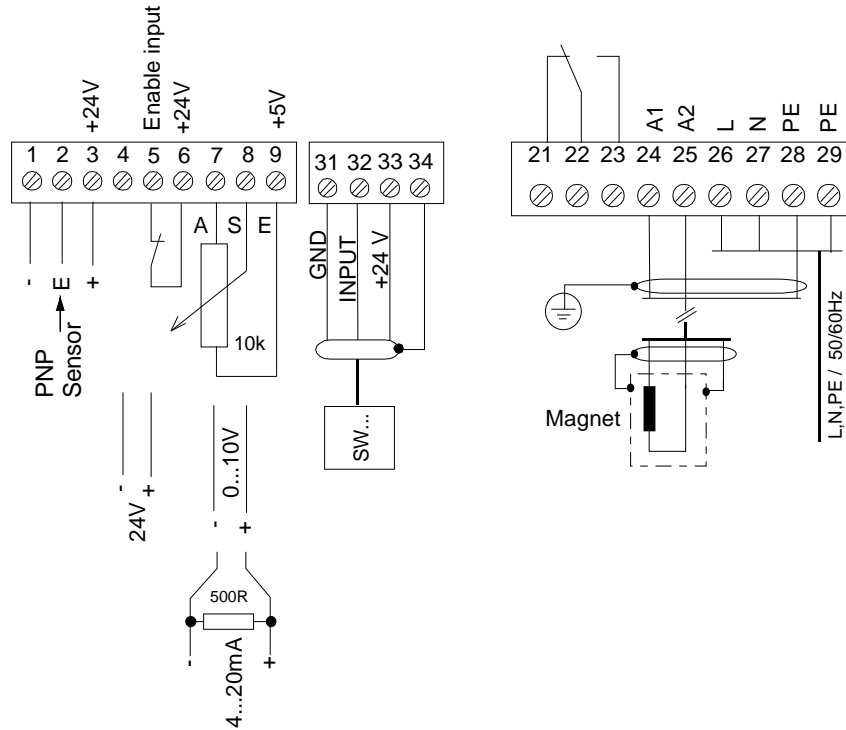 +24V
Enable input
+24V
+5V
1 2 3 4 5 6 7 8 9
A S E
- E +
PNP
Sensor
10k
- +
24V
0...10V
- +
500R
- +
4...20mA
31 32 33 34
GND
INPUT
+24 V
SW...
A1
A2
L
N
PE
PE
21 22 23 24 25 26 27 28 29
Magnet
L,N,PE / 50/60Hz